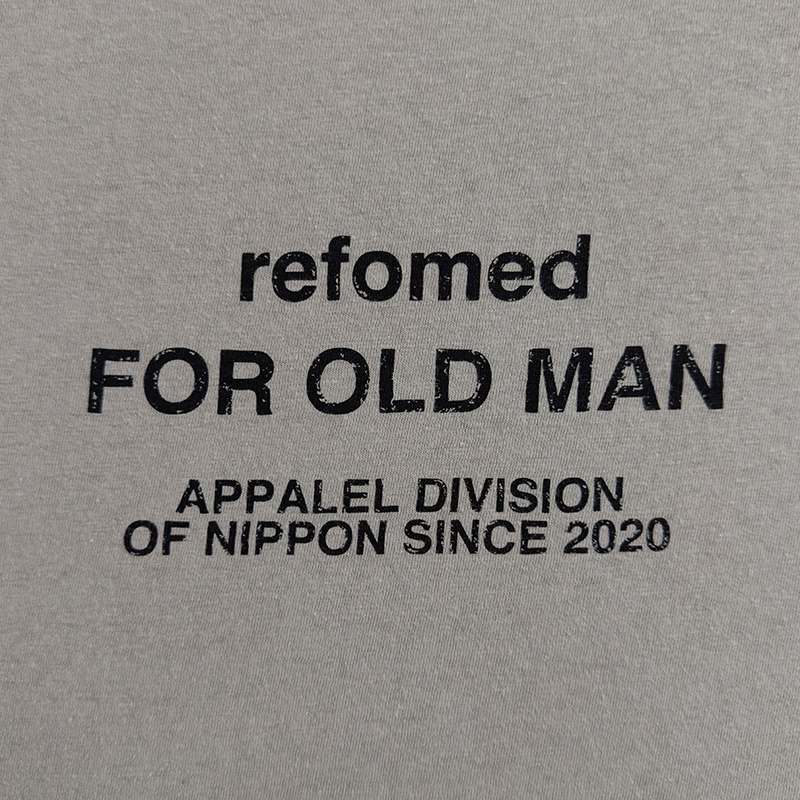 refomed
FOR OLD MAN
APPALEL DIVISION
OF NIPPON SINCE 2020